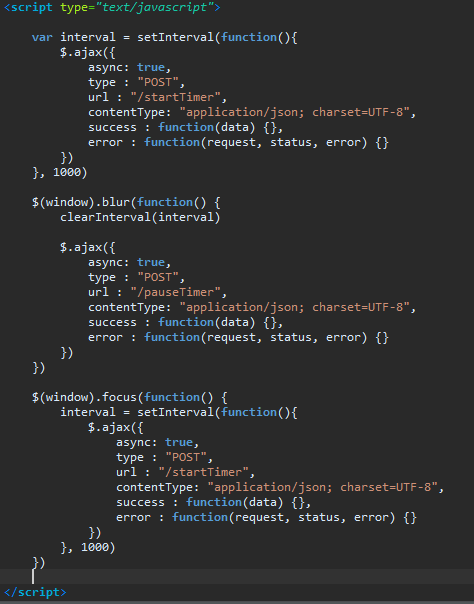 <script type="text/javascript">
var interval = setInterval(function(){
$.ajax({
async: true,
type : "POST",
url : "/startTimer",
contentType: "application/json; charset=UTF-8",
success : function(data) {},
error : function(request, status, error) {}
})
}, 1000)
$(window).blur(function() {
clearInterval(interval)
$.ajax({
async: true,
type : "POST",
url : "/pauseTimer",
contentType: "application/json; charset=UTF-8",
success : function(data) {},
error : function(request, status, error) {}
})
})
$(window).focus(function() {
interval = setInterval(function(){
$.ajax({
async: true,
type : "POST",
url : "/startTimer",
contentType: "application/json; charset=UTF-8",
success : function(data) {},
error : function(request, status, error) {}
})
}, 1000)
})
</script>